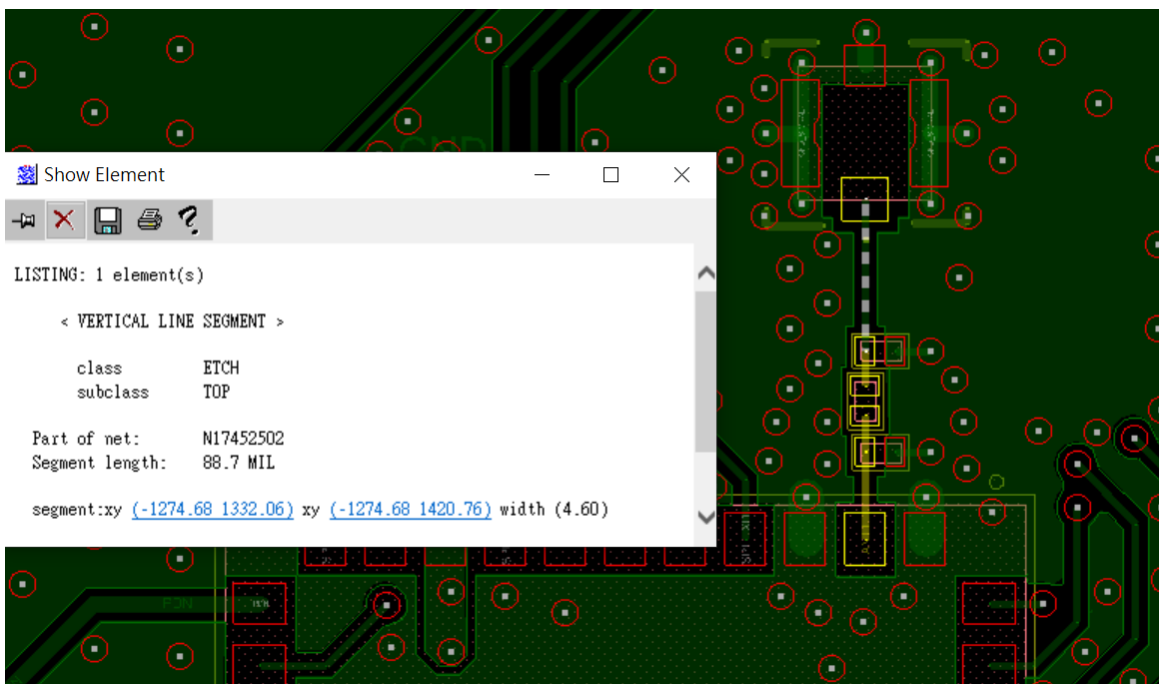 GND
Show Element
LISTING: 1 element(s)
< VERTICAL LINE SEGMENT >
class ETCH
subclass TOP
Part of net: N17452502
Segment length: 88.7 MIL
segment:xy (-1274.68 1332.06) xy (-1274.68 1420.76) width (4.60)